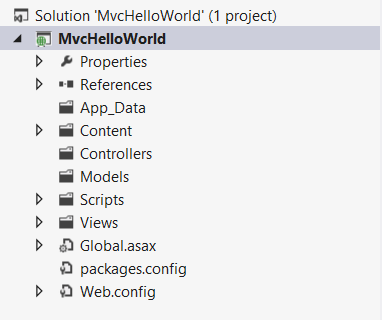 Solution 'MvcHelloWorld' (1 project)
MvcHelloWorld
Properties
References
App_Data
Content
Controllers
Models
Scripts
Views
Global.asax
packages.config
Web.config